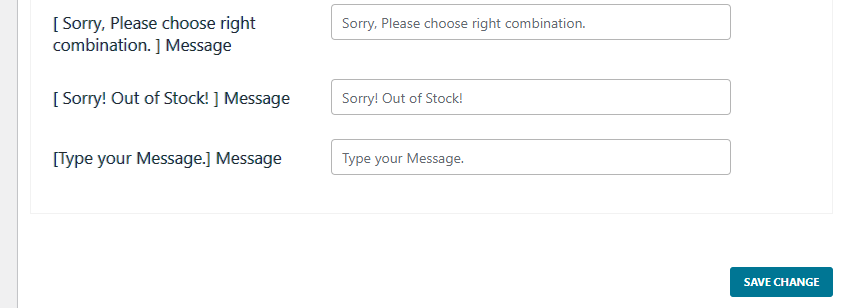 [ Sorry, Please choose right
combination. ] Message
Sorry, Please choose right combination.
[ Sorry! Out of Stock! ] Message
Sorry! Out of Stock!
[Type your Message.] Message
Type your Message.
SAVE CHANGE